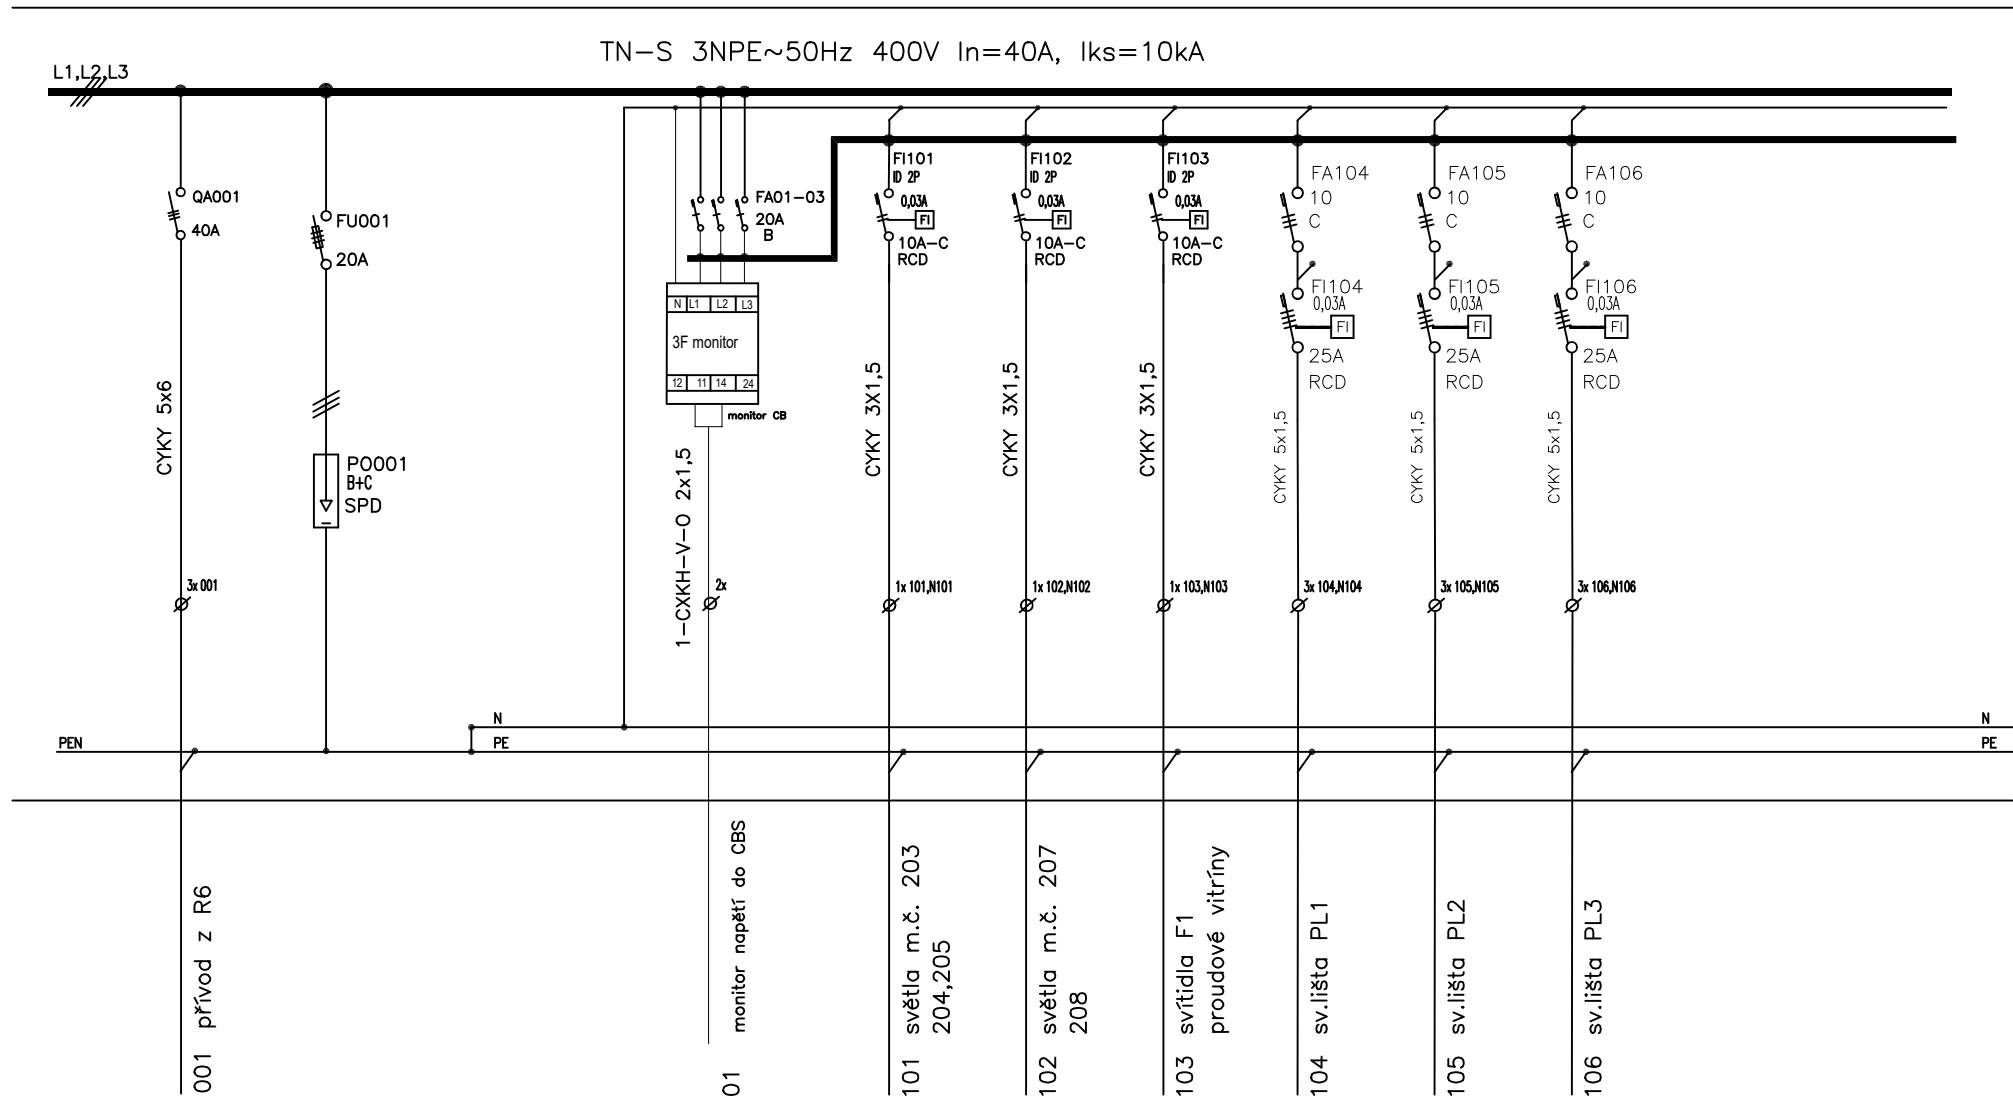 TN-S 3NPE~50Hz 400V In=40A, Iks=10kA
L1,L2,L3
QA001
40A
FU001
20A
FA01-03
20A
B
FI101
ID 2P
0,03A
FI
10A-C
RCD
FI102
ID 2P
0,03A
FI
10A-C
RCD
FI103
ID 2P
0,03A
FI
10A-C
RCD
FA104
10
C
FI104
0,03A
FI
25A
RCD
FA105
10
C
FI105
0,03A
FI
25A
RCD
FA106
10
C
FI106
0,03A
FI
25A
RCD
N L1 L2 L3
3F monitor
12 11 14 24
monitor CB
CYKY 5x6
PO001
B+C
SPD
1-CXKH-V-O 2x1,5
CYKY 3X1,5
CYKY 3X1,5
CYKY 3X1,5
CYKY 5x1,5
CYKY 5x1,5
CYKY 5x1,5
3x 001
2x
1x 101,N101
1x 102,N102
1x 103,N103
3x 104,N104
3x 105,N105
3x 106,N106
N
N
PEN
PE
PE
001 přívod z R6
01 monitor napětí do CBS
101 světla m.č. 203
204,205
102 světla m.č. 207
208
103 svítidla F1
proudové vitríny
104 sv.lišta PL1
105 sv.lišta PL2
106 sv.lišta PL3